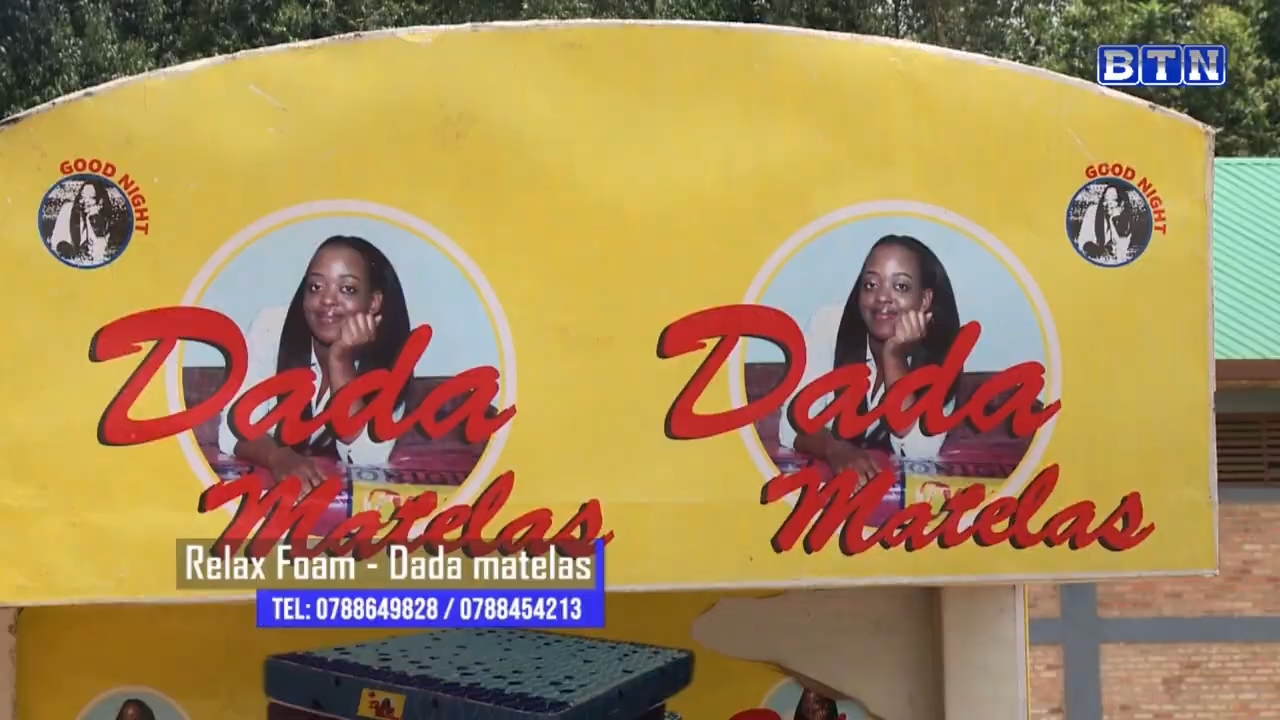 BTN
GOOD NIGHT
GOOD NIGHT
Dada
Matelas
Dada
Matelas
Relax Foam - Dada matelas
TEL: 0788649828 / 0788454213